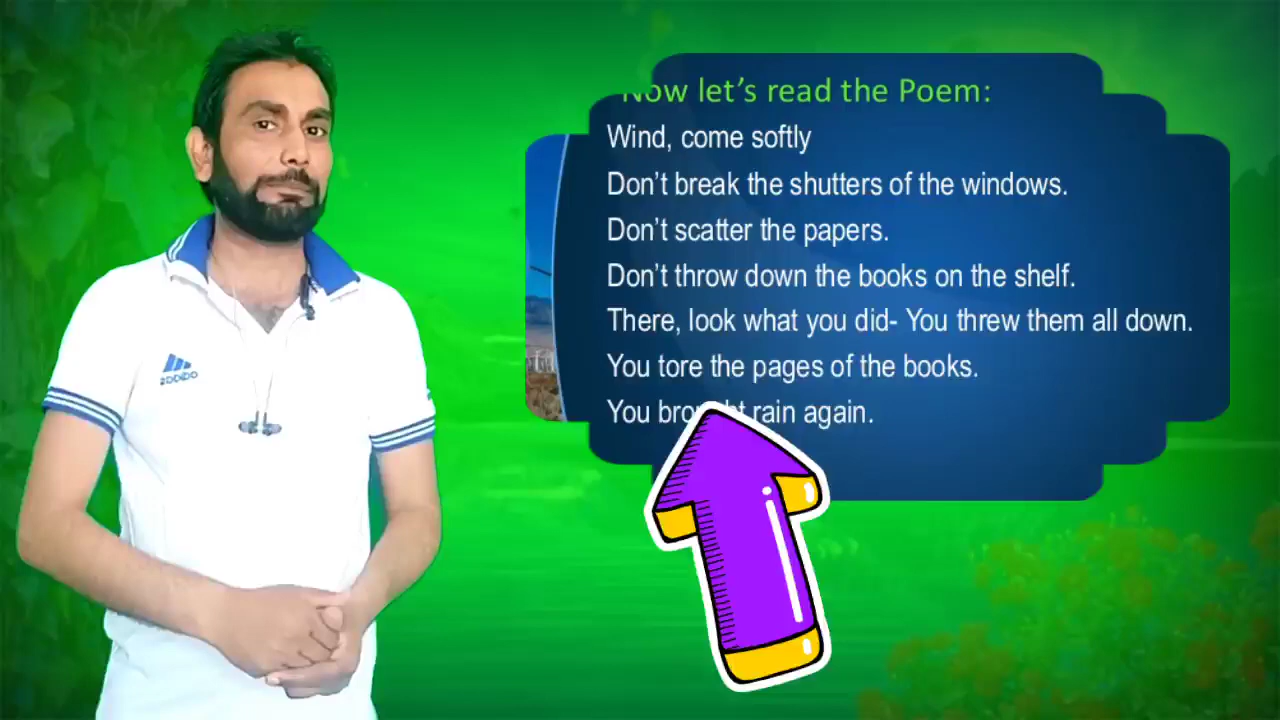 Now let’s read the Poem:
Wind, come softly
Don’t break the shutters of the windows.
Don’t scatter the papers.
Don’t throw down the books on the shelf.
There, look what you did- You threw them all down.
You tore the pages of the books.
You brought rain again.